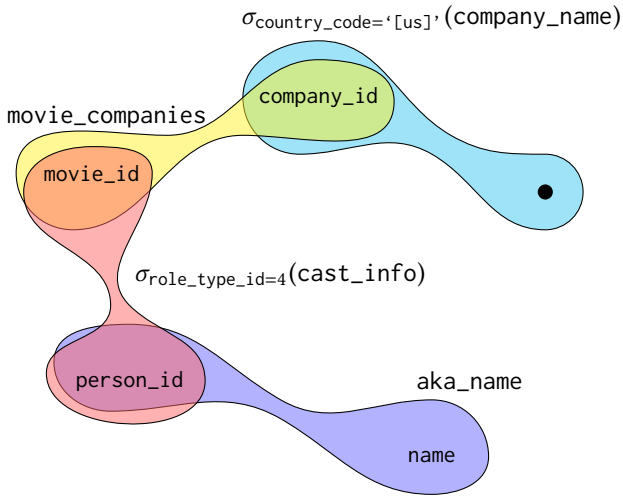 σcountry_code=‘[us]’(company_name)
company_id
movie_companies
movie_id
σrole_type_id=4(cast_info)
person_id
aka_name
name